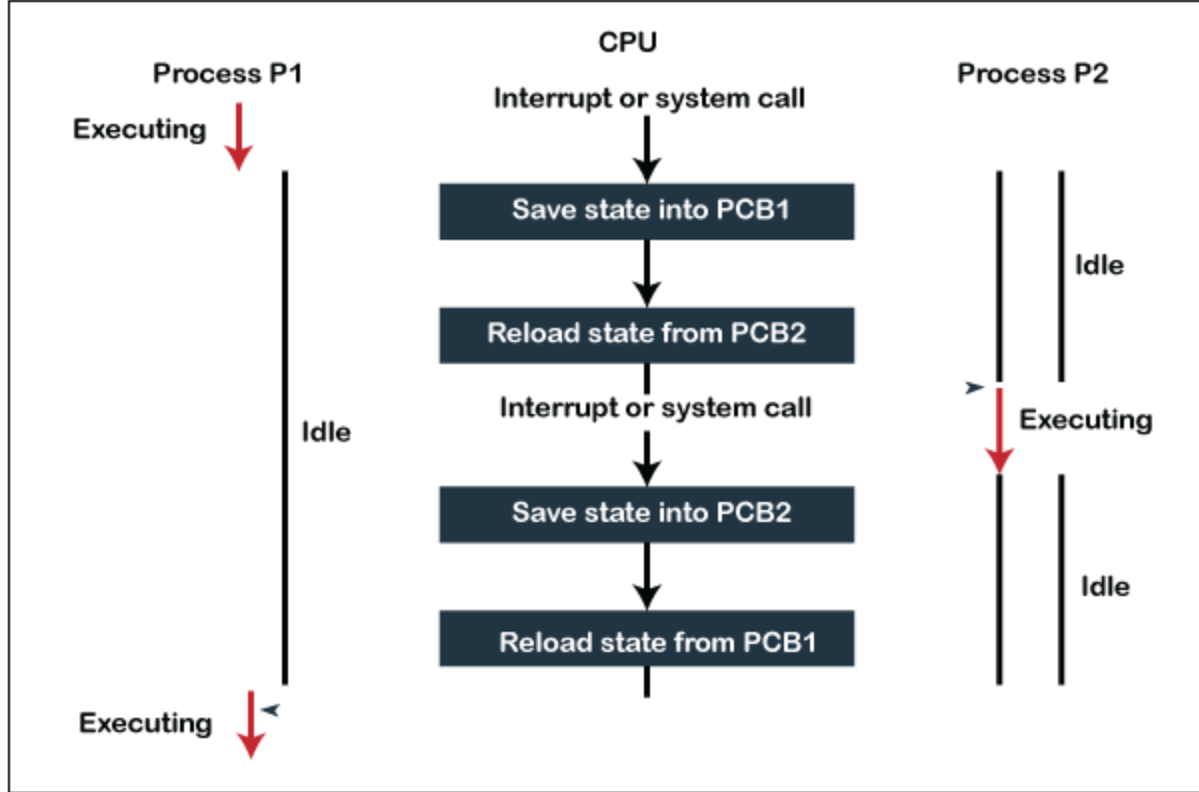 CPU
Process P1
Process P2
Interrupt or system call
Executing
Save state into PCB1
Idle
Reload state from PCB2
Interrupt or system call
Executing
Idle
Save state into PCB2
Idle
Reload state from PCB1
Executing